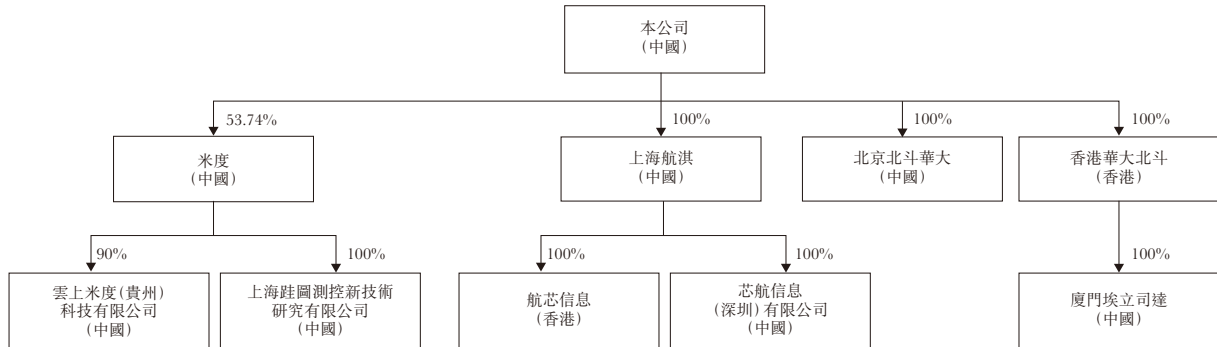 本公司
(中國)
53.74%
100%
100%
100%
米度
(中國)
上海航淇
(中國)
北京北斗華大
(中國)
香港華大北斗
(香港)
90%
100%
100%
100%
100%
雲上米度(貴州)
科技有限公司
(中國)
上海跬圖測控新技術
研究有限公司
(中國)
航芯信息
(香港)
芯航信息
(深圳)有限公司
(中國)
廈門埃立司達
(中國)